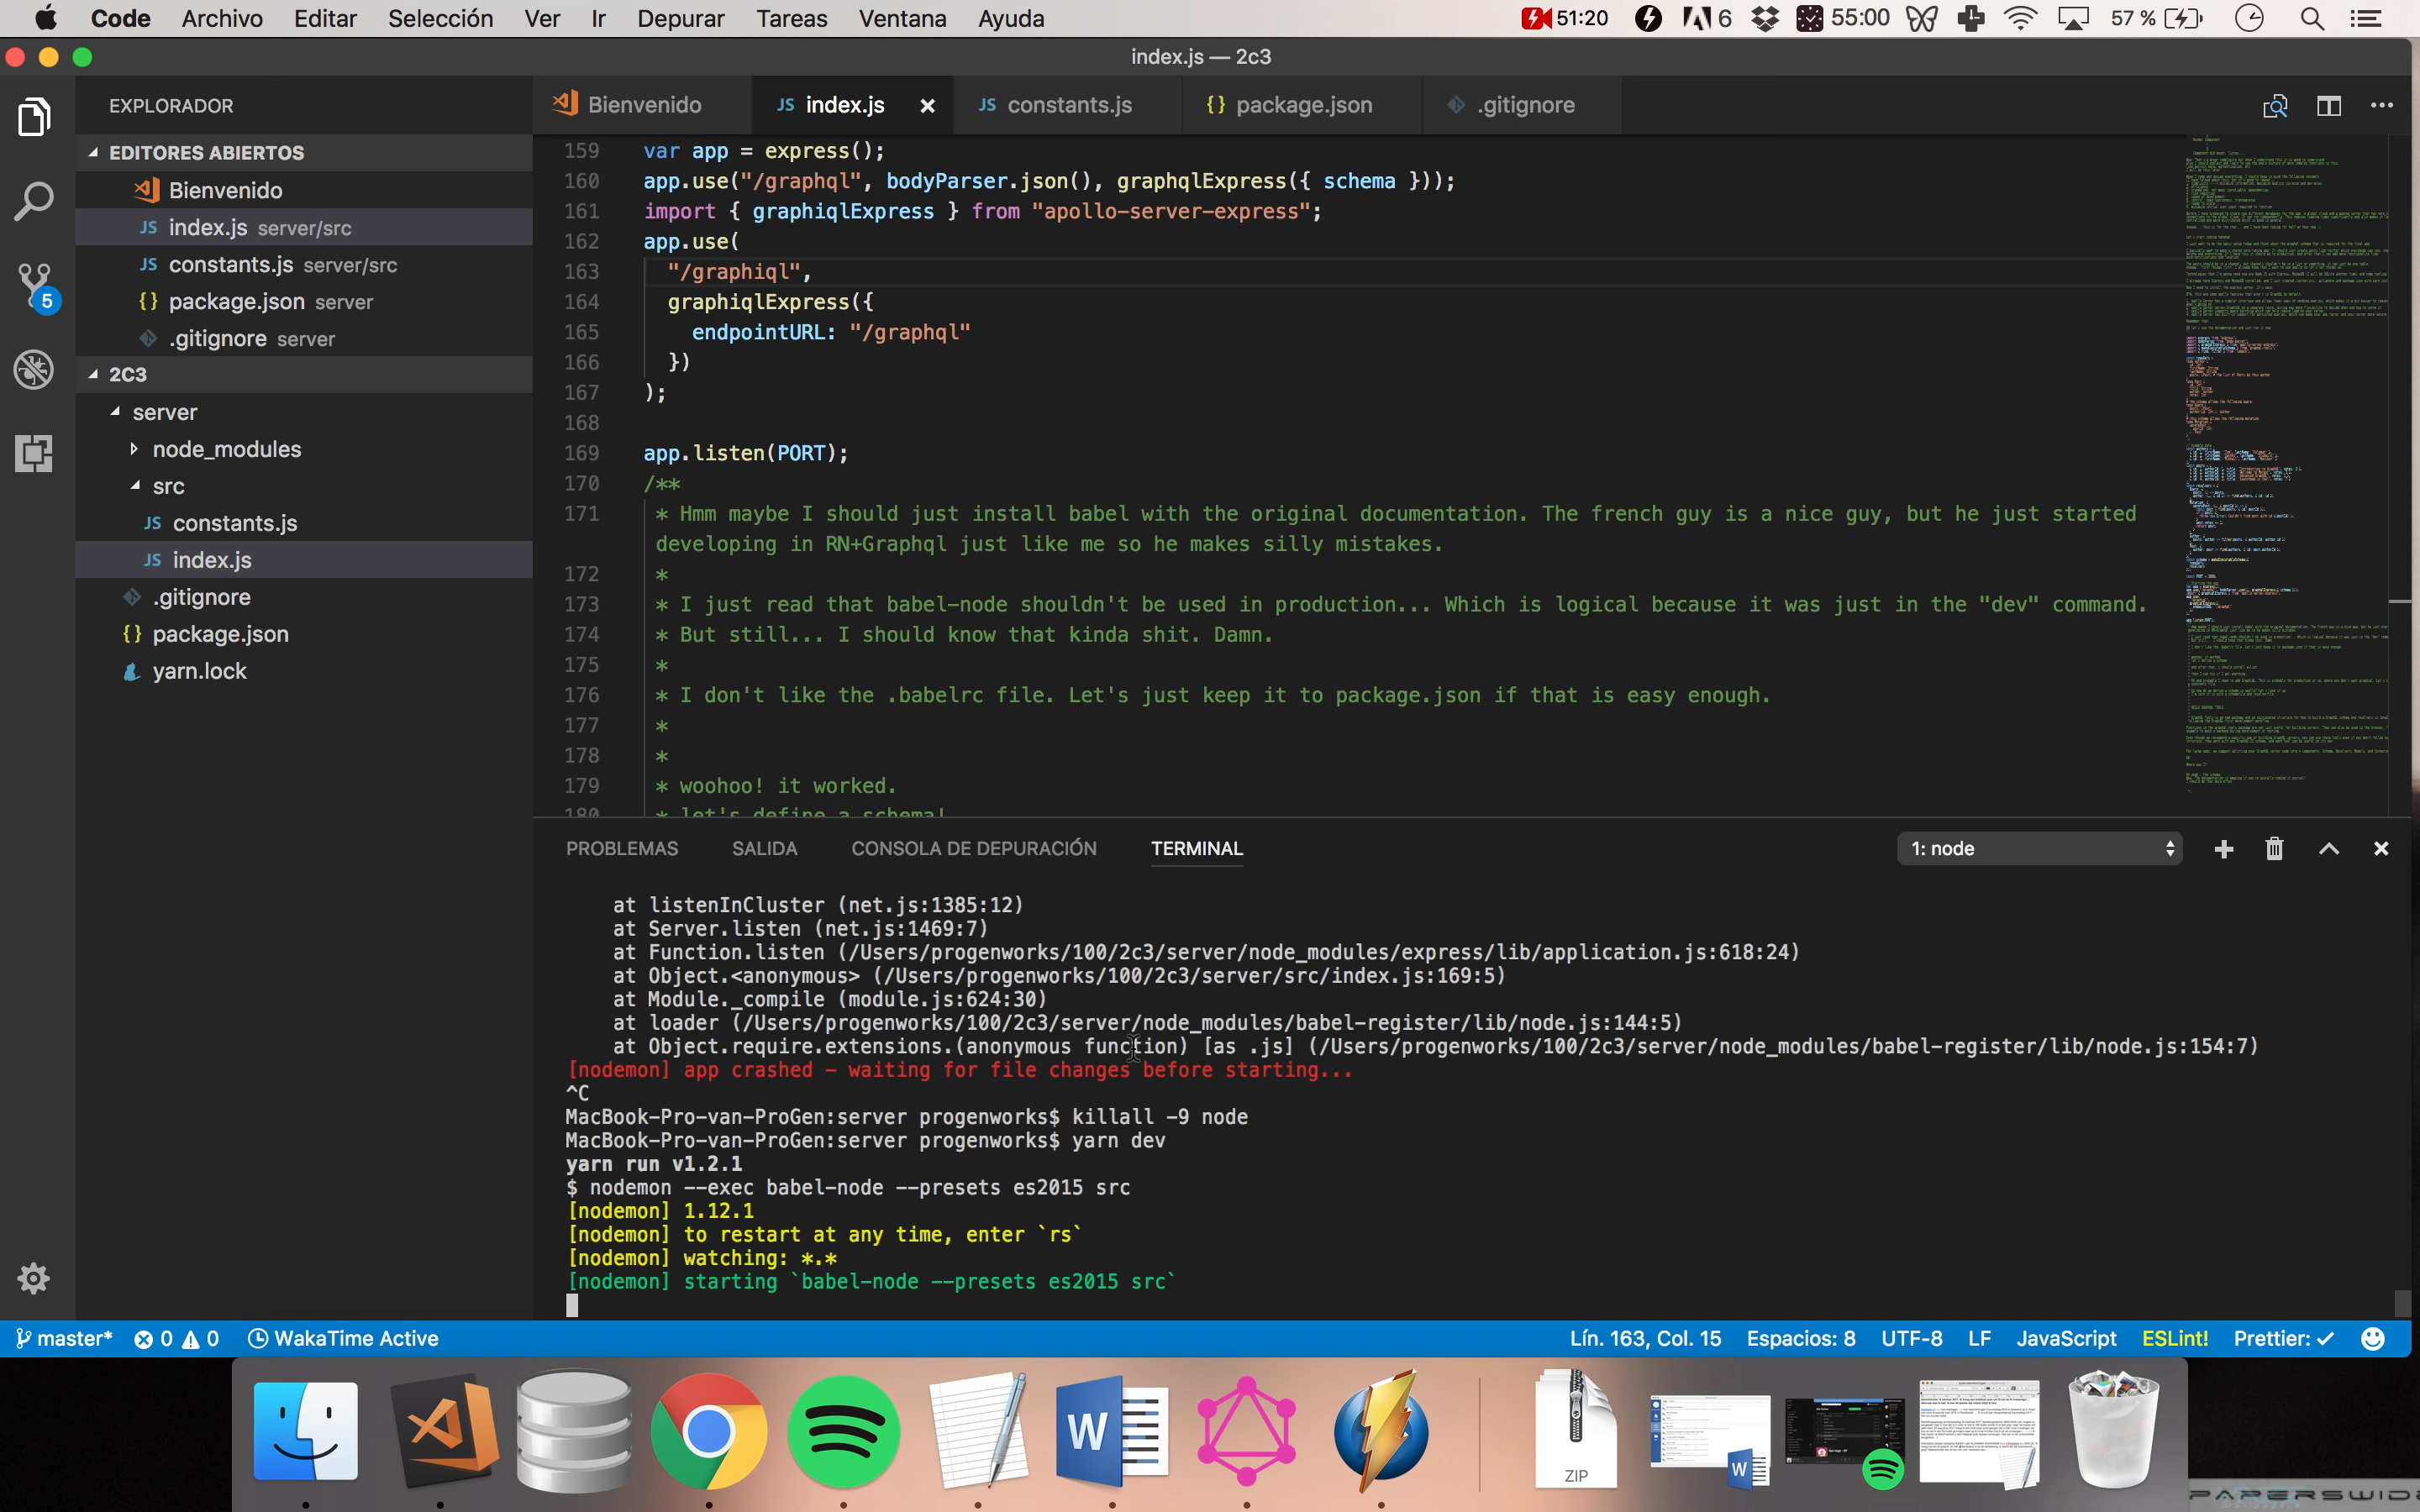 Code Archivo Editar Selección Ver Ir Depurar Tareas Ventana Ayuda 51:20 6 55:00 57 %
index.js — 2c3
EXPLORADOR
EDITORES ABIERTOS
Bienvenido
JS index.js server/src
JS constants.js server/src
{} package.json server
.gitignore server
5
2C3
server
node_modules
src
JS constants.js
JS index.js
.gitignore
{} package.json
yarn.lock
Bienvenido JS index.js × JS constants.js {} package.json .gitignore
159 var app = express();
160 app.use("/graphql", bodyParser.json(), graphqlExpress({ schema }));
161 import { graphiqlExpress } from "apollo-server-express";
162 app.use(
163 "/graphiql",
164 graphiqlExpress({
165 endpointURL: "/graphql"
166 })
167 );
168
169 app.listen(PORT);
170 /**
171 * Hmm maybe I should just install babel with the original documentation. The french guy is a nice guy, but he just started
developing in RN+Graphql just like me so he makes silly mistakes.
172 *
173 * I just read that babel-node shouldn't be used in production... Which is logical because it was just in the "dev" command.
174 * But still... I should know that kinda shit. Damn.
175 *
176 * I don't like the .babelrc file. Let's just keep it to package.json if that is easy enough.
177 *
178 *
179 * woohoo! it worked.
180 * let's define a schema!
PROBLEMAS SALIDA CONSOLA DE DEPURACIÓN TERMINAL 1: node
at listenInCluster (net.js:1385:12)
at Server.listen (net.js:1469:7)
at Function.listen (/Users/progenworks/100/2c3/server/node_modules/express/lib/application.js:618:24)
at Object.<anonymous> (/Users/progenworks/100/2c3/server/src/index.js:169:5)
at Module._compile (module.js:624:30)
at loader (/Users/progenworks/100/2c3/server/node_modules/babel-register/lib/node.js:144:5)
at Object.require.extensions.(anonymous function) [as .js] (/Users/progenworks/100/2c3/server/node_modules/babel-register/lib/node.js:154:7)
[nodemon] app crashed - waiting for file changes before starting...
^C
MacBook-Pro-van-ProGen:server progenworks$ killall -9 node
MacBook-Pro-van-ProGen:server progenworks$ yarn dev
yarn run v1.2.1
$ nodemon --exec babel-node --presets es2015 src
[nodemon] 1.12.1
[nodemon] to restart at any time, enter `rs`
[nodemon] watching: *.*
[nodemon] starting `babel-node --presets es2015 src`
master* 0 0 WakaTime Active Lín. 163, Col. 15 Espacios: 8 UTF-8 LF JavaScript ESLint! Prettier: ✓
W ZIP W